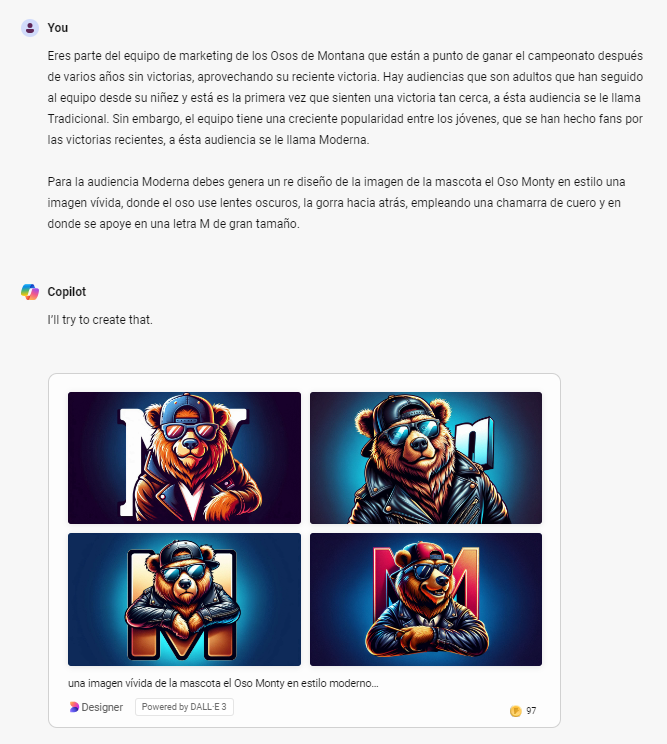 You
Eres parte del equipo de marketing de los Osos de Montana que están a punto de ganar el campeonato después
de varios años sin victorias, aprovechando su reciente victoria. Hay audiencias que son adultos que han seguido
al equipo desde su niñez y está es la primera vez que sienten una victoria tan cerca, a ésta audiencia se le llama
Tradicional. Sin embargo, el equipo tiene una creciente popularidad entre los jóvenes, que se han hecho fans por
las victorias recientes, a ésta audiencia se le llama Moderna.
Para la audiencia Moderna debes genera un re diseño de la imagen de la mascota el Oso Monty en estilo una
imagen vívida, donde el oso use lentes oscuros, la gorra hacia atrás, empleando una chamarra de cuero y en
donde se apoye en una letra M de gran tamaño.
Copilot
I'll try to create that.
M
n
M
M
una imagen vívida de la mascota el Oso Monty en estilo moderno...
Designer
Powered by DALL·E 3
97